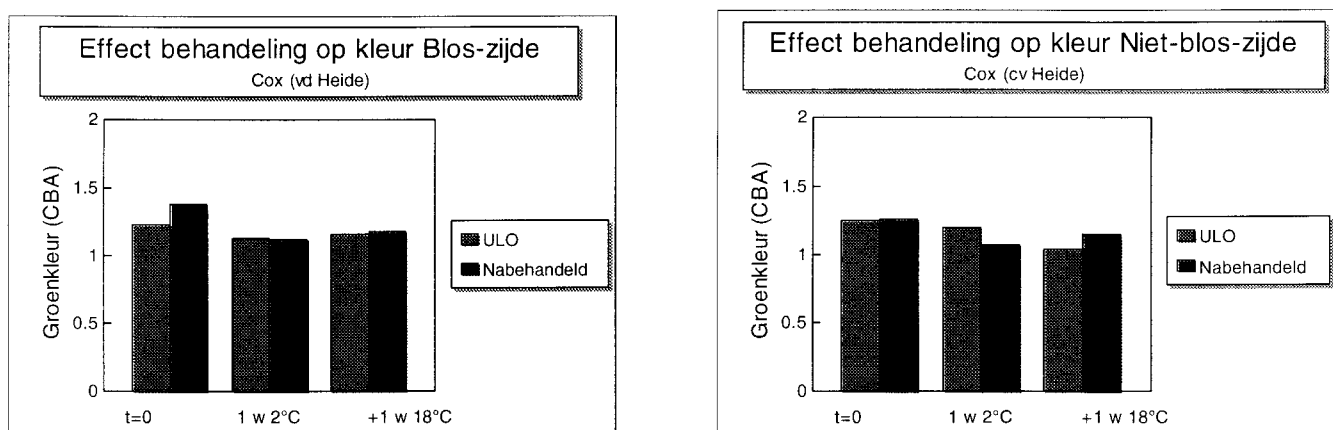 Effect behandeling op kleur Blos-zijde
Cox (vd Heide)
Groenkleur (CBA)
2
1.5
1
0.5
0
t=0
1 w 2°C
+1 w 18°C
ULO
Nabehandeld
Effect behandeling op kleur Niet-blos-zijde
Cox (cv Heide)
Groenkleur (CBA)
2
1.5
1
0.5
0
t=0
1 w 2°C
+1 w 18°C
ULO
Nabehandeld